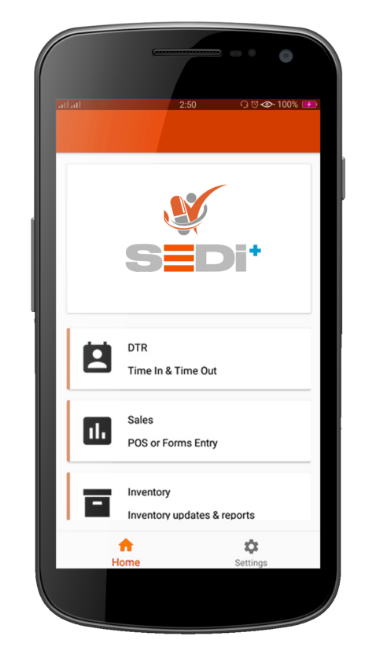 2:50
100%
SEDi+
DTR
Time In & Time Out
Sales
POS or Forms Entry
Inventory
Inventory updates & reports
Home
Settings